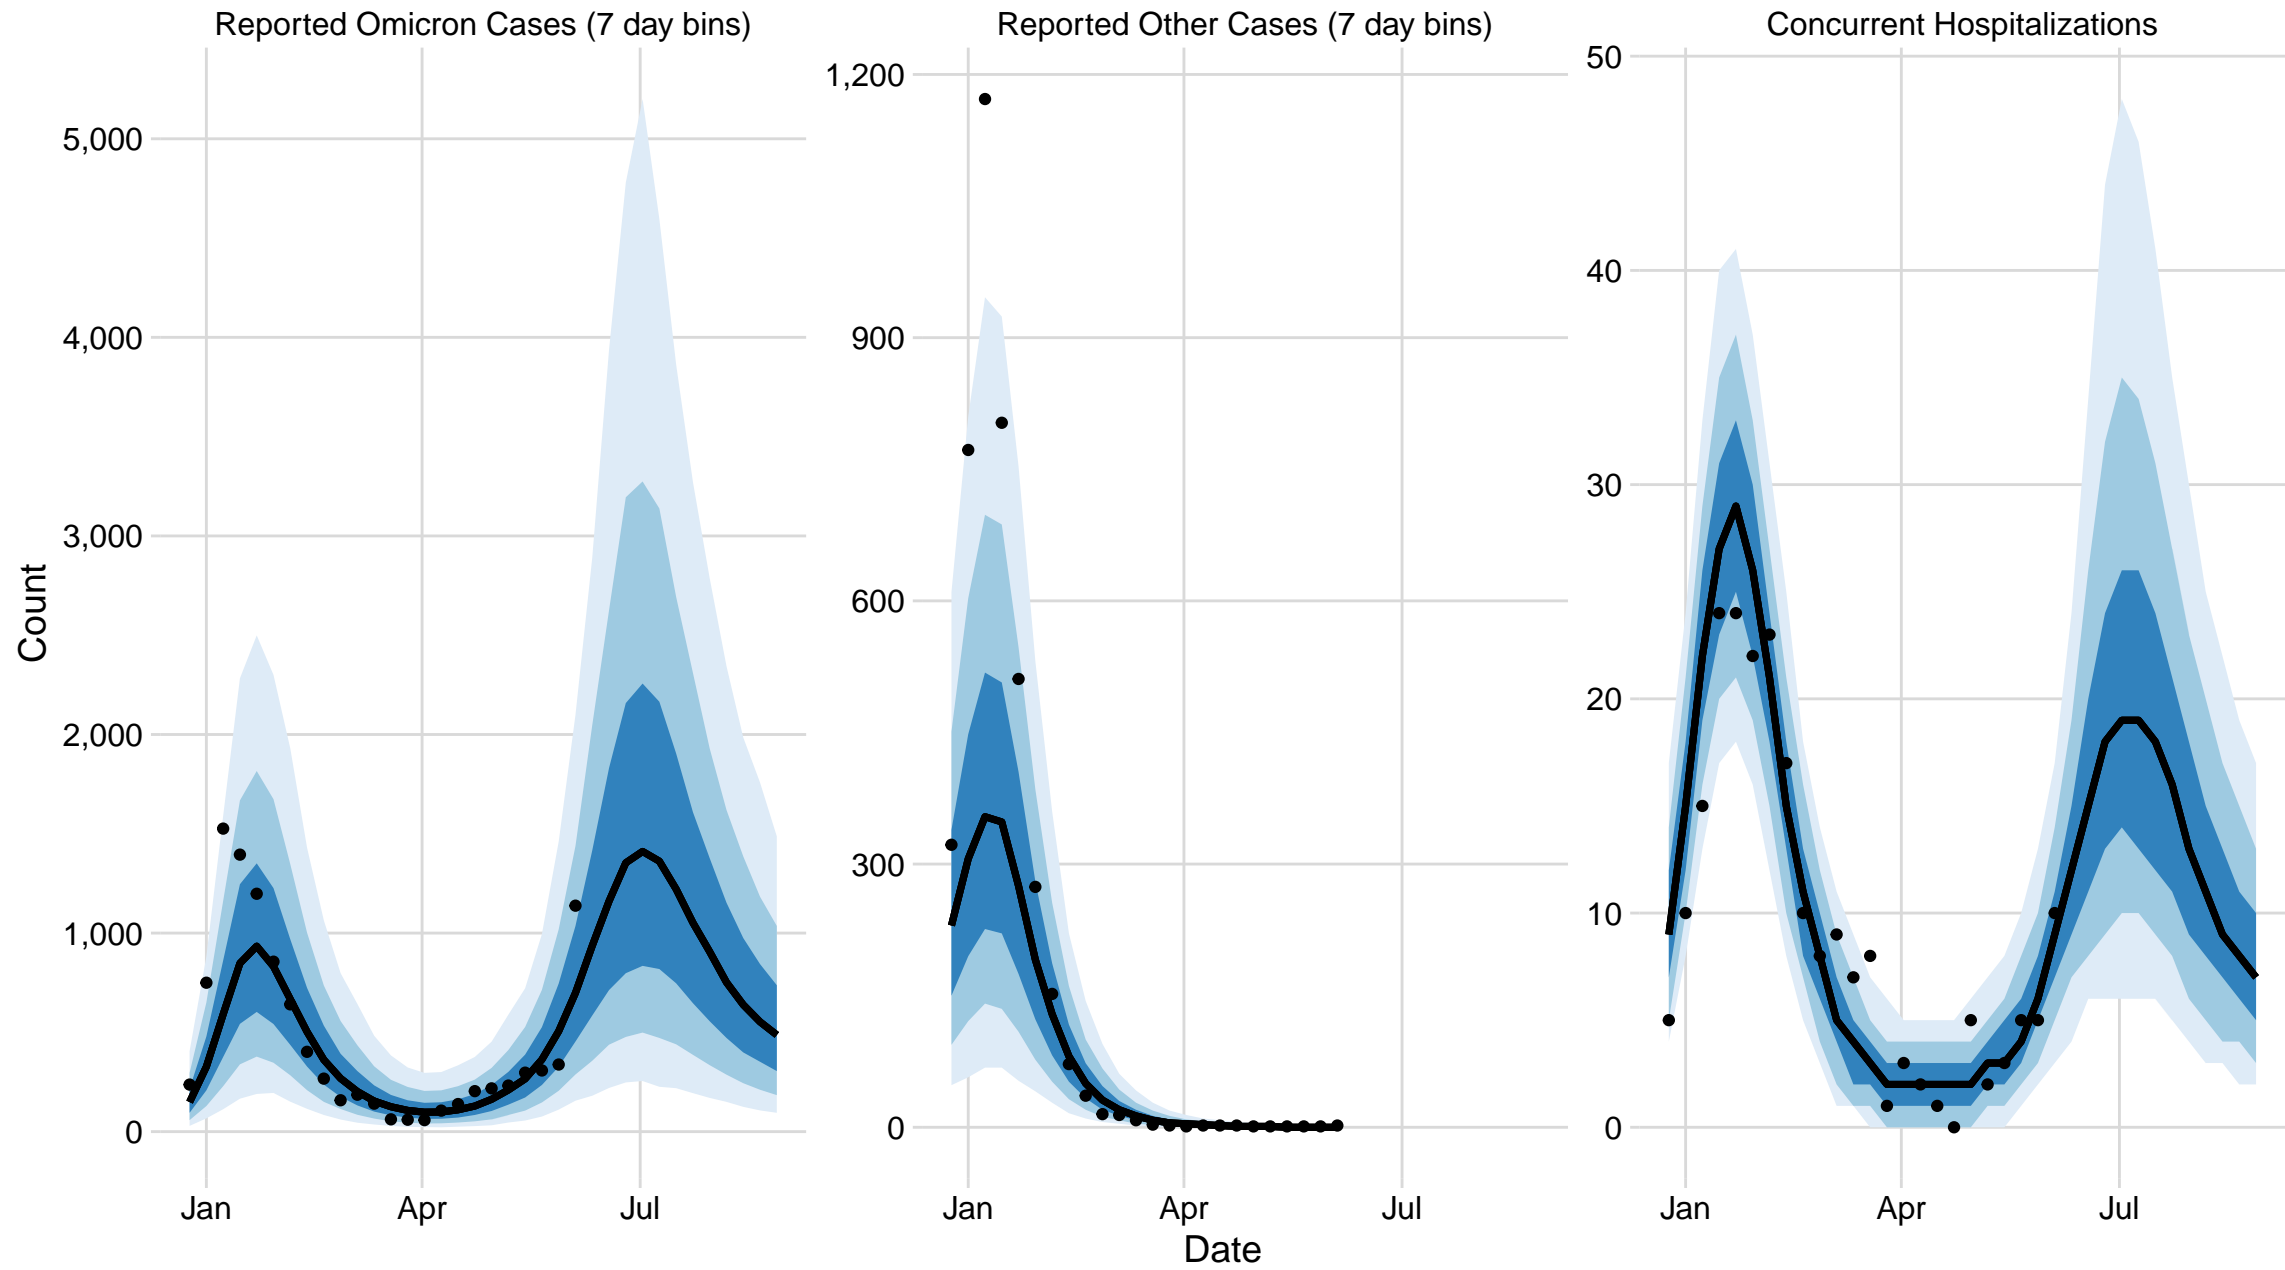 Reported Omicron Cases (7 day bins)
Reported Other Cases (7 day bins)
Concurrent Hospitalizations
Count
5,000
4,000
3,000
2,000
1,000
0
Jan
Apr
Jul
1,200
900
600
300
0
Jan
Apr
Jul
50
40
30
20
10
0
Jan
Apr
Jul
Date